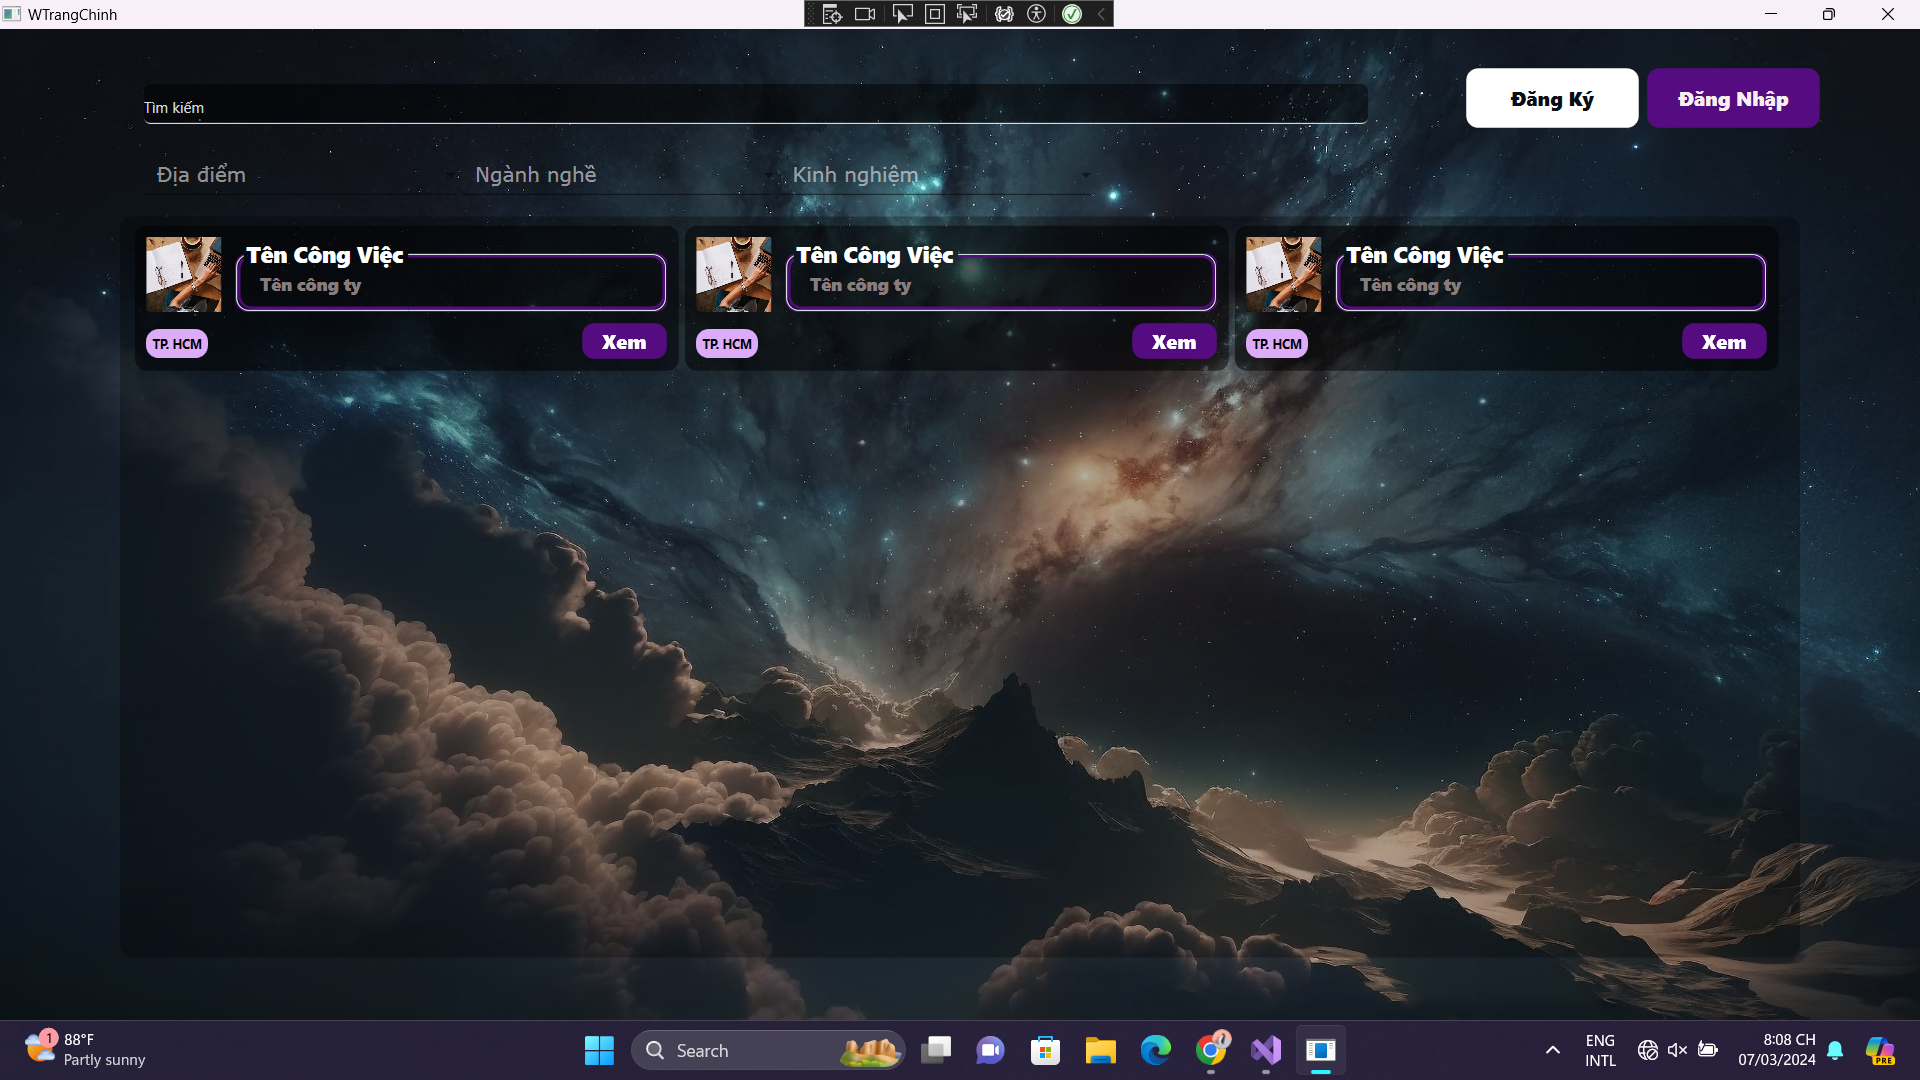 WTrangChinh
Tìm kiếm
Đăng Ký
Đăng Nhập
Địa điểm
Ngành nghề
Kinh nghiệm
Tên Công Việc
Tên công ty
TP. HCM
Xem
Tên Công Việc
Tên công ty
TP. HCM
Xem
Tên Công Việc
Tên công ty
TP. HCM
Xem
1
88°F
Partly sunny
Search
ENG
INTL
8:08 CH
07/03/2024
PRE